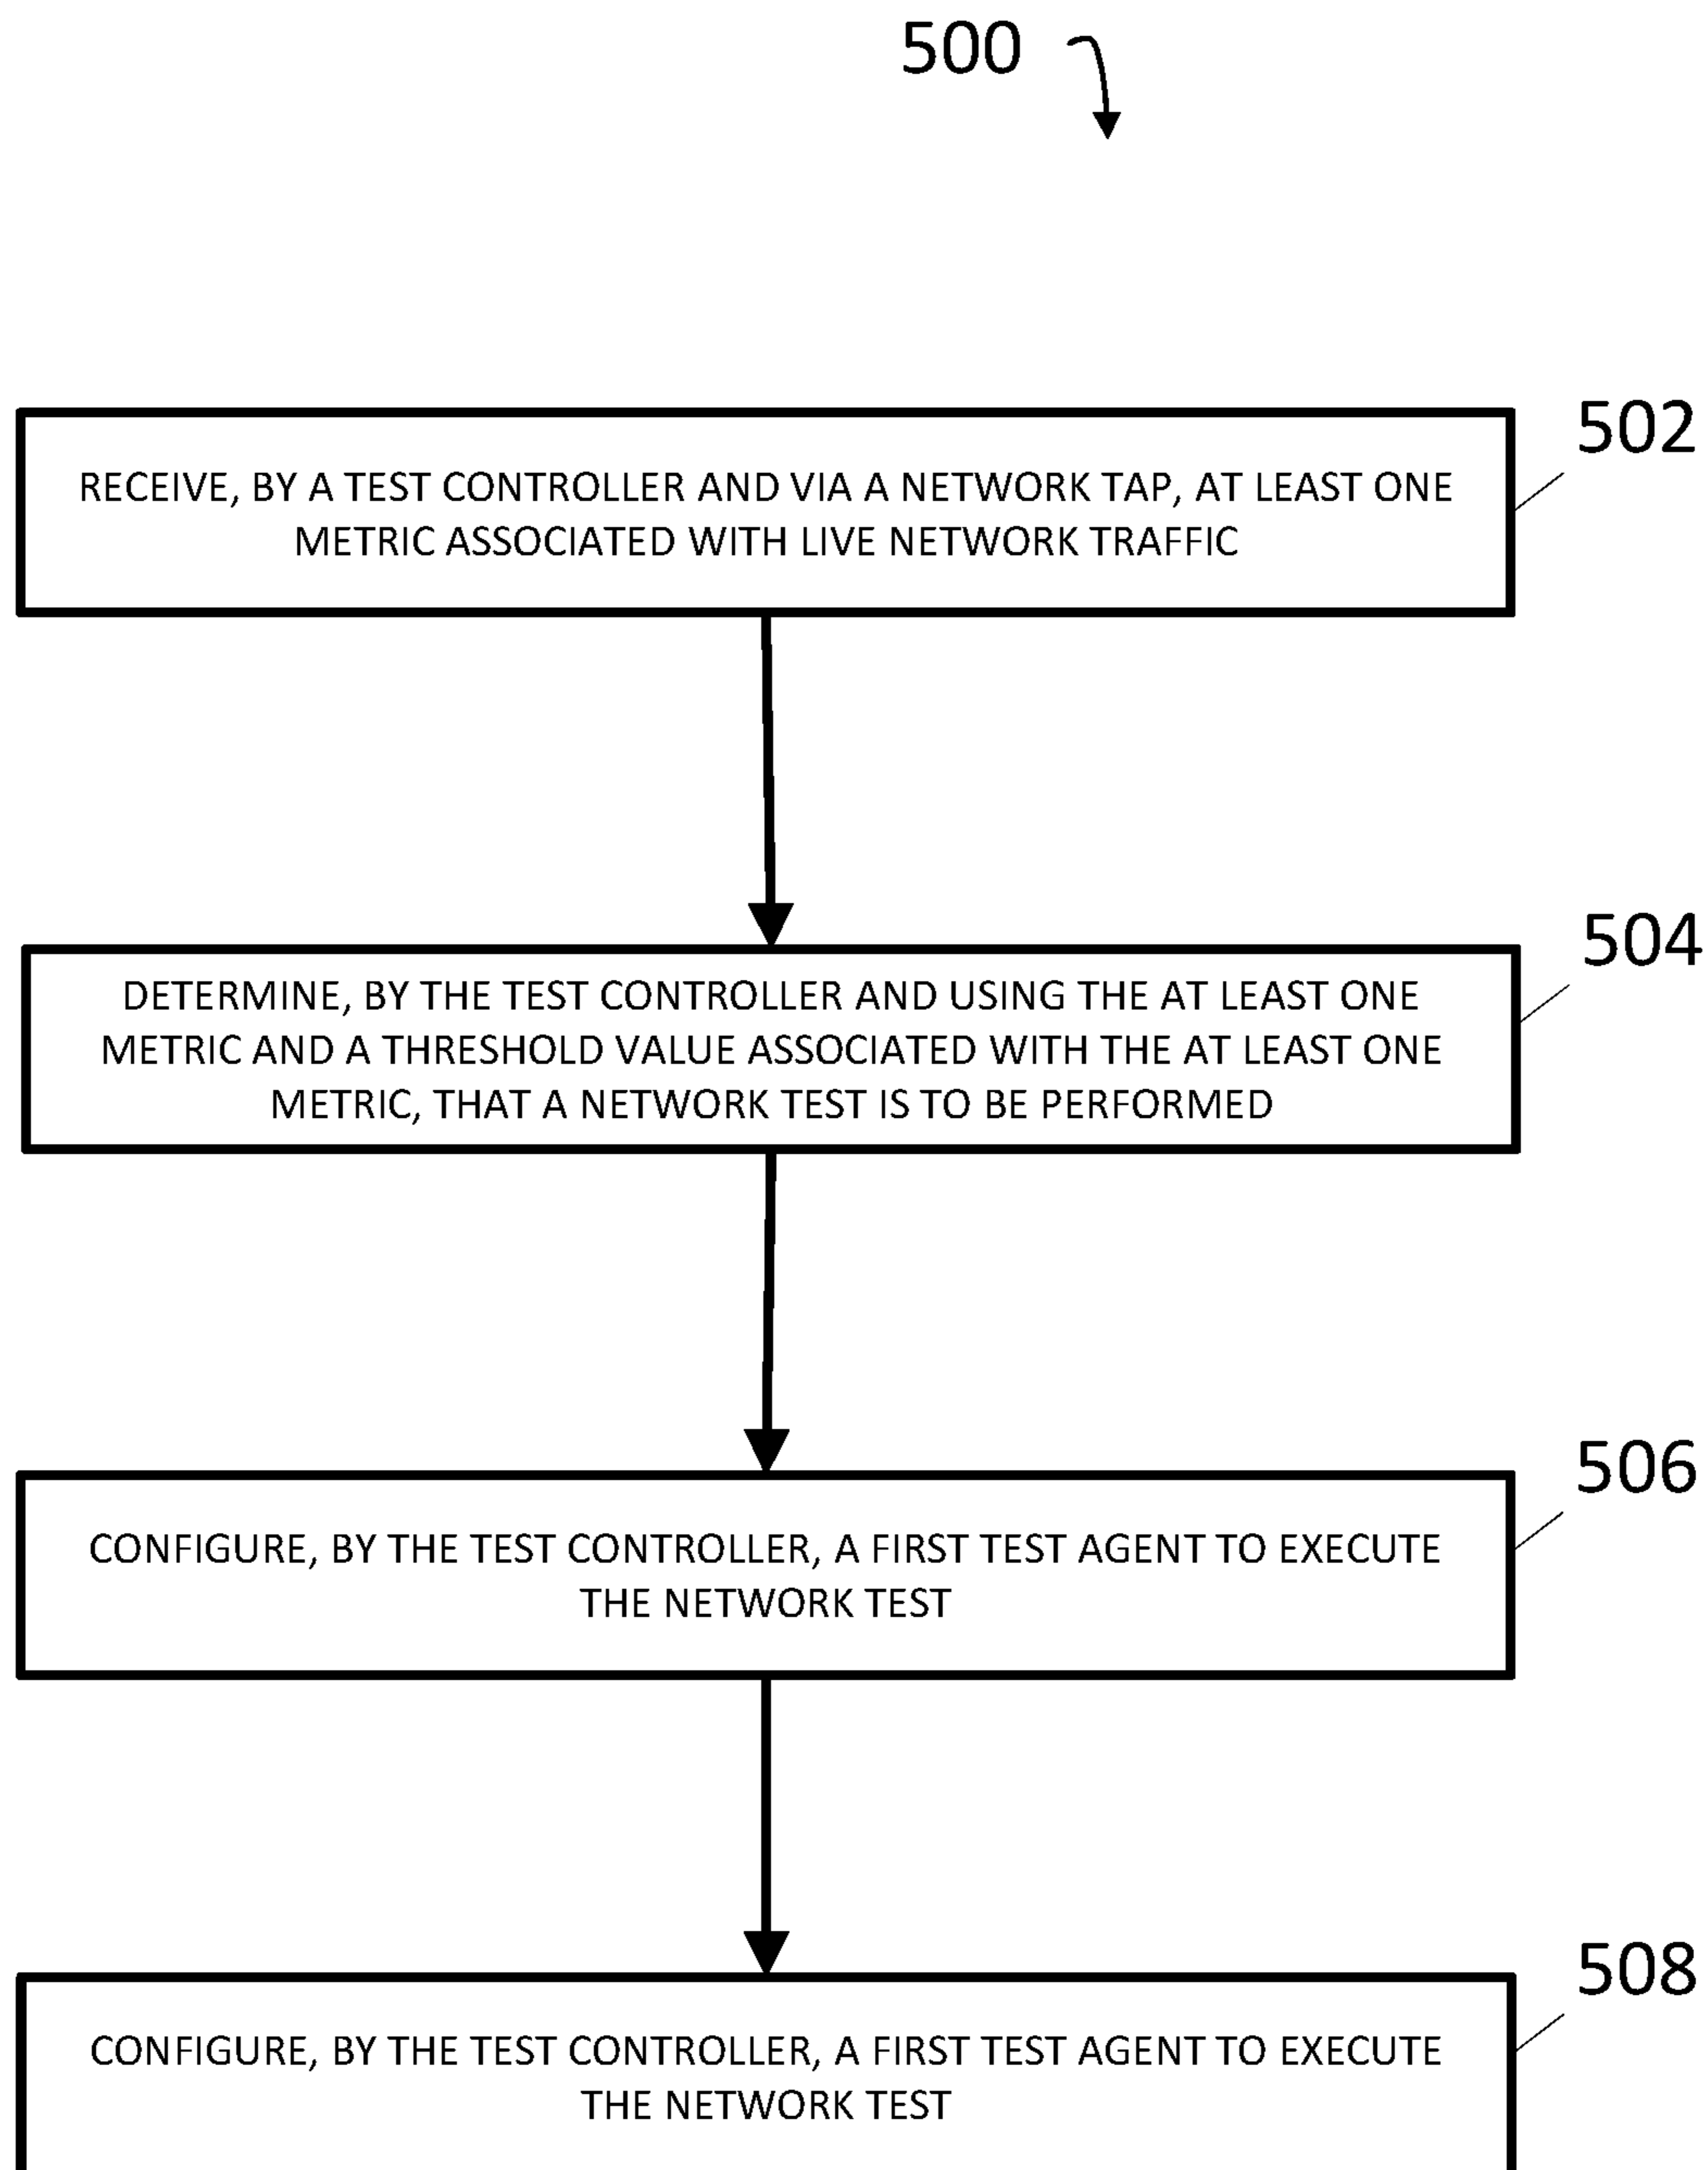 500
502
RECEIVE, BY A TEST CONTROLLER AND VIA A NETWORK TAP, AT LEAST ONE
METRIC ASSOCIATED WITH LIVE NETWORK TRAFFIC
504
DETERMINE, BY THE TEST CONTROLLER AND USING THE AT LEAST ONE
METRIC AND A THRESHOLD VALUE ASSOCIATED WITH THE AT LEAST ONE
METRIC, THAT A NETWORK TEST IS TO BE PERFORMED
506
CONFIGURE, BY THE TEST CONTROLLER, A FIRST TEST AGENT TO EXECUTE
THE NETWORK TEST
508
CONFIGURE, BY THE TEST CONTROLLER, A FIRST TEST AGENT TO EXECUTE
THE NETWORK TEST